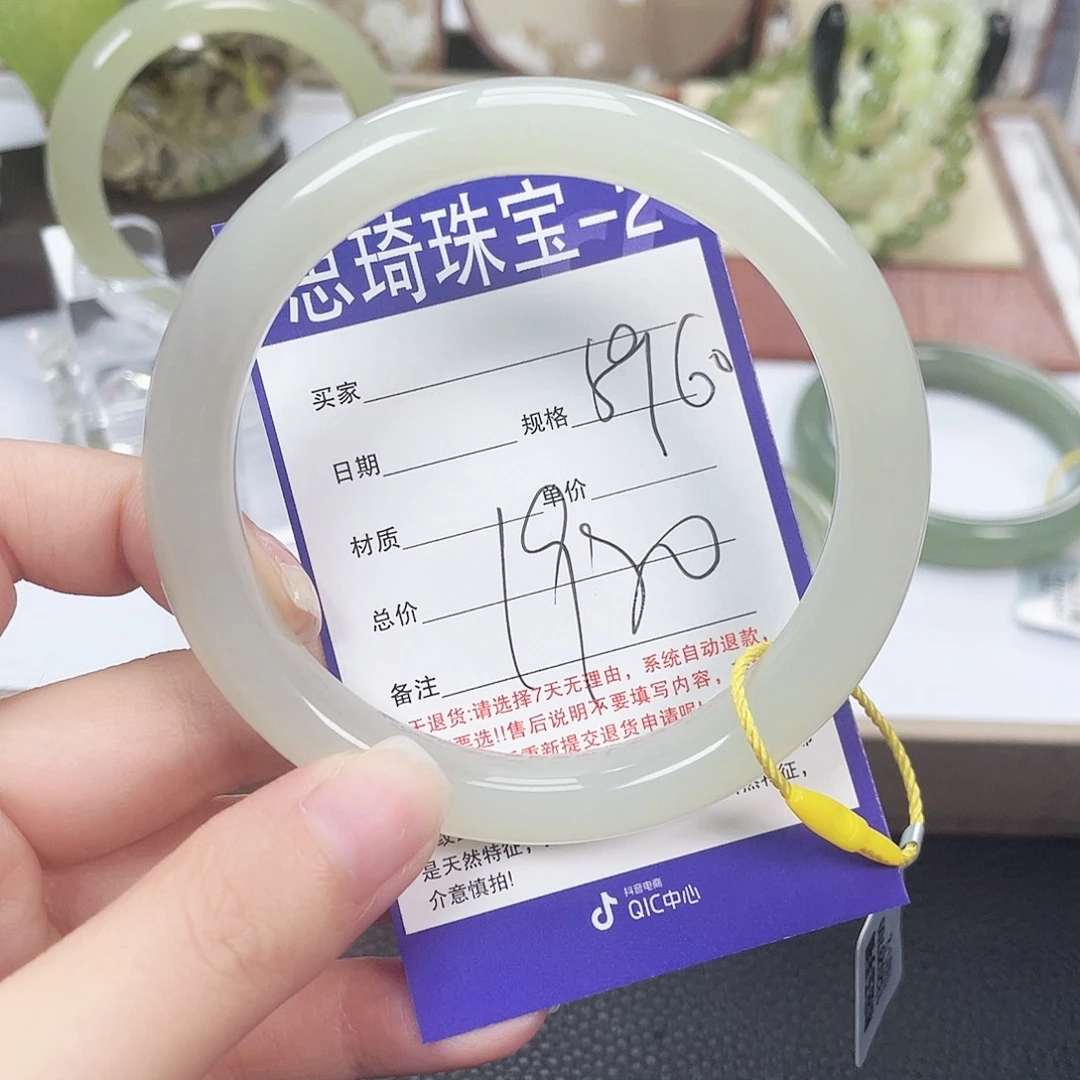 思琦珠宝-2
买家
规格 5960
日期
单价
材质
1980
总价
备注
天退货:请选择7天无理由，系统自动退款，
要选!!售后说明不要填写内容，
重新提交退货申请呢!
是天然特征，
介意慎拍!
抖音电商
QIC中心